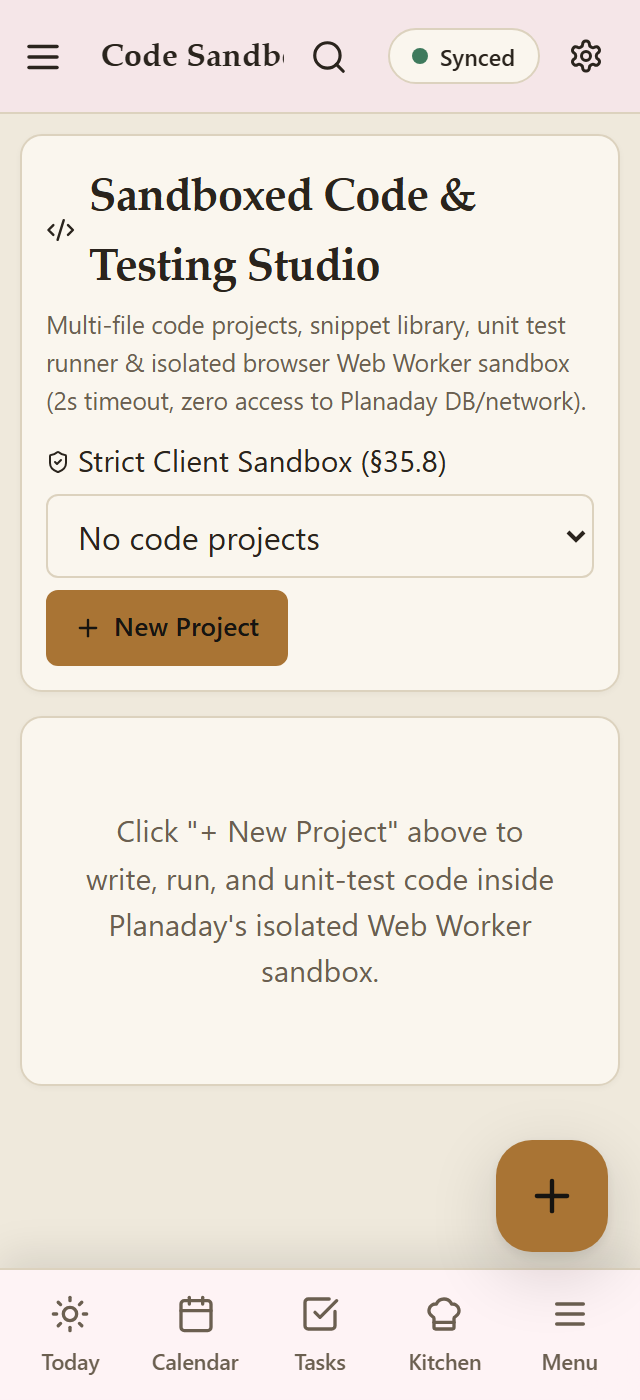 Code Sandb
Synced
Sandboxed Code &
Testing Studio
Multi-file code projects, snippet library, unit test
runner & isolated browser Web Worker sandbox
(2s timeout, zero access to Planaday DB/network).
Strict Client Sandbox (§35.8)
No code projects
+ New Project
Click "+ New Project" above to
write, run, and unit-test code inside
Planaday's isolated Web Worker
sandbox.
Today Calendar Tasks Kitchen Menu